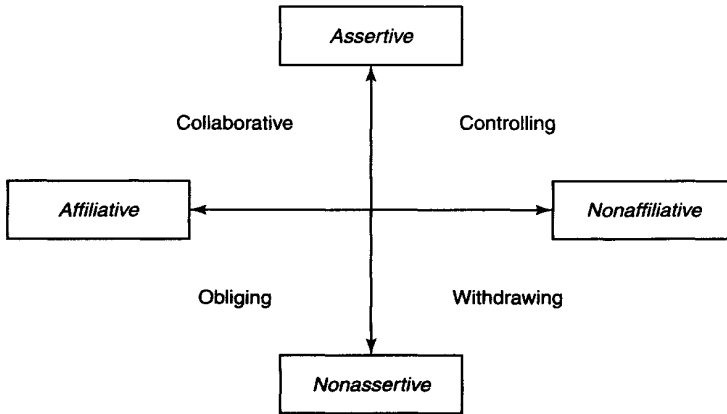 Assertive
Collaborative
Controlling
Affiliative
Nonaffiliative
Obliging
Withdrawing
Nonassertive